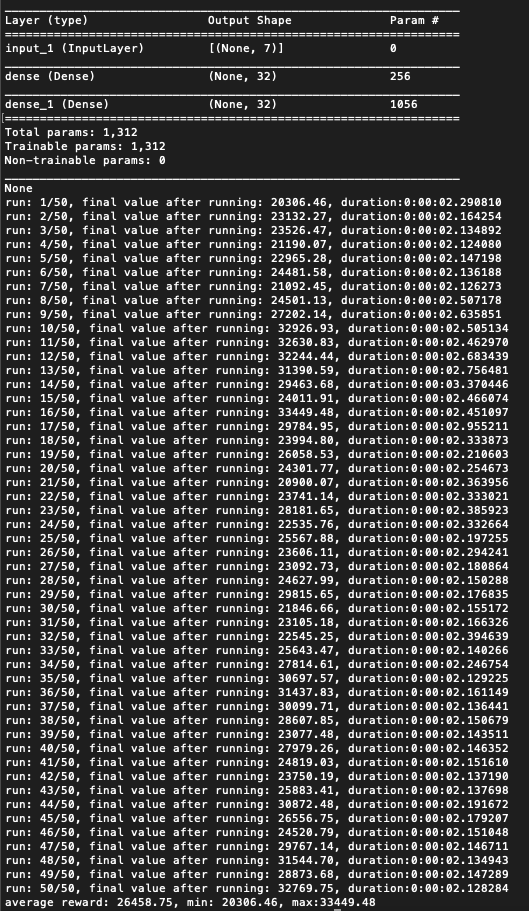 Layer (type) Output Shape Param #
=================================================================
input_1 (InputLayer) [(None, 7)] 0
_________________________________________________________________
dense (Dense) (None, 32) 256
_________________________________________________________________
dense_1 (Dense) (None, 32) 1056
=================================================================
Total params: 1,312
Trainable params: 1,312
Non-trainable params: 0
_________________________________________________________________
None
run: 1/50, final value after running: 20306.46, duration:0:00:02.290810
run: 2/50, final value after running: 23132.27, duration:0:00:02.164254
run: 3/50, final value after running: 23526.47, duration:0:00:02.134892
run: 4/50, final value after running: 21190.07, duration:0:00:02.124080
run: 5/50, final value after running: 22965.28, duration:0:00:02.147198
run: 6/50, final value after running: 24481.58, duration:0:00:02.136188
run: 7/50, final value after running: 21092.45, duration:0:00:02.126273
run: 8/50, final value after running: 24501.13, duration:0:00:02.507178
run: 9/50, final value after running: 27202.14, duration:0:00:02.635851
run: 10/50, final value after running: 32926.93, duration:0:00:02.505134
run: 11/50, final value after running: 32630.83, duration:0:00:02.462970
run: 12/50, final value after running: 32244.44, duration:0:00:02.683439
run: 13/50, final value after running: 31390.59, duration:0:00:02.756481
run: 14/50, final value after running: 29463.68, duration:0:00:03.370446
run: 15/50, final value after running: 24011.91, duration:0:00:02.466074
run: 16/50, final value after running: 33449.48, duration:0:00:02.451097
run: 17/50, final value after running: 29784.95, duration:0:00:02.955211
run: 18/50, final value after running: 23994.80, duration:0:00:02.333873
run: 19/50, final value after running: 26058.53, duration:0:00:02.210603
run: 20/50, final value after running: 24301.77, duration:0:00:02.254673
run: 21/50, final value after running: 20900.07, duration:0:00:02.363956
run: 22/50, final value after running: 23741.14, duration:0:00:02.333021
run: 23/50, final value after running: 28181.65, duration:0:00:02.385923
run: 24/50, final value after running: 22535.76, duration:0:00:02.332664
run: 25/50, final value after running: 25567.88, duration:0:00:02.197255
run: 26/50, final value after running: 23606.11, duration:0:00:02.294241
run: 27/50, final value after running: 23092.73, duration:0:00:02.180864
run: 28/50, final value after running: 24627.99, duration:0:00:02.150288
run: 29/50, final value after running: 29815.65, duration:0:00:02.176835
run: 30/50, final value after running: 21846.66, duration:0:00:02.155172
run: 31/50, final value after running: 23105.18, duration:0:00:02.166326
run: 32/50, final value after running: 22545.25, duration:0:00:02.394639
run: 33/50, final value after running: 25643.47, duration:0:00:02.140266
run: 34/50, final value after running: 27814.61, duration:0:00:02.246754
run: 35/50, final value after running: 30697.57, duration:0:00:02.129225
run: 36/50, final value after running: 31437.83, duration:0:00:02.161149
run: 37/50, final value after running: 30099.71, duration:0:00:02.136441
run: 38/50, final value after running: 28607.85, duration:0:00:02.150679
run: 39/50, final value after running: 23077.48, duration:0:00:02.143511
run: 40/50, final value after running: 27979.26, duration:0:00:02.146352
run: 41/50, final value after running: 24819.03, duration:0:00:02.151610
run: 42/50, final value after running: 23750.19, duration:0:00:02.137190
run: 43/50, final value after running: 25883.41, duration:0:00:02.137698
run: 44/50, final value after running: 30872.48, duration:0:00:02.191672
run: 45/50, final value after running: 26556.75, duration:0:00:02.179207
run: 46/50, final value after running: 24520.79, duration:0:00:02.151048
run: 47/50, final value after running: 29767.14, duration:0:00:02.146711
run: 48/50, final value after running: 31544.70, duration:0:00:02.134943
run: 49/50, final value after running: 28873.68, duration:0:00:02.147289
run: 50/50, final value after running: 32769.75, duration:0:00:02.128284
average reward: 26458.75, min: 20306.46, max:33449.48